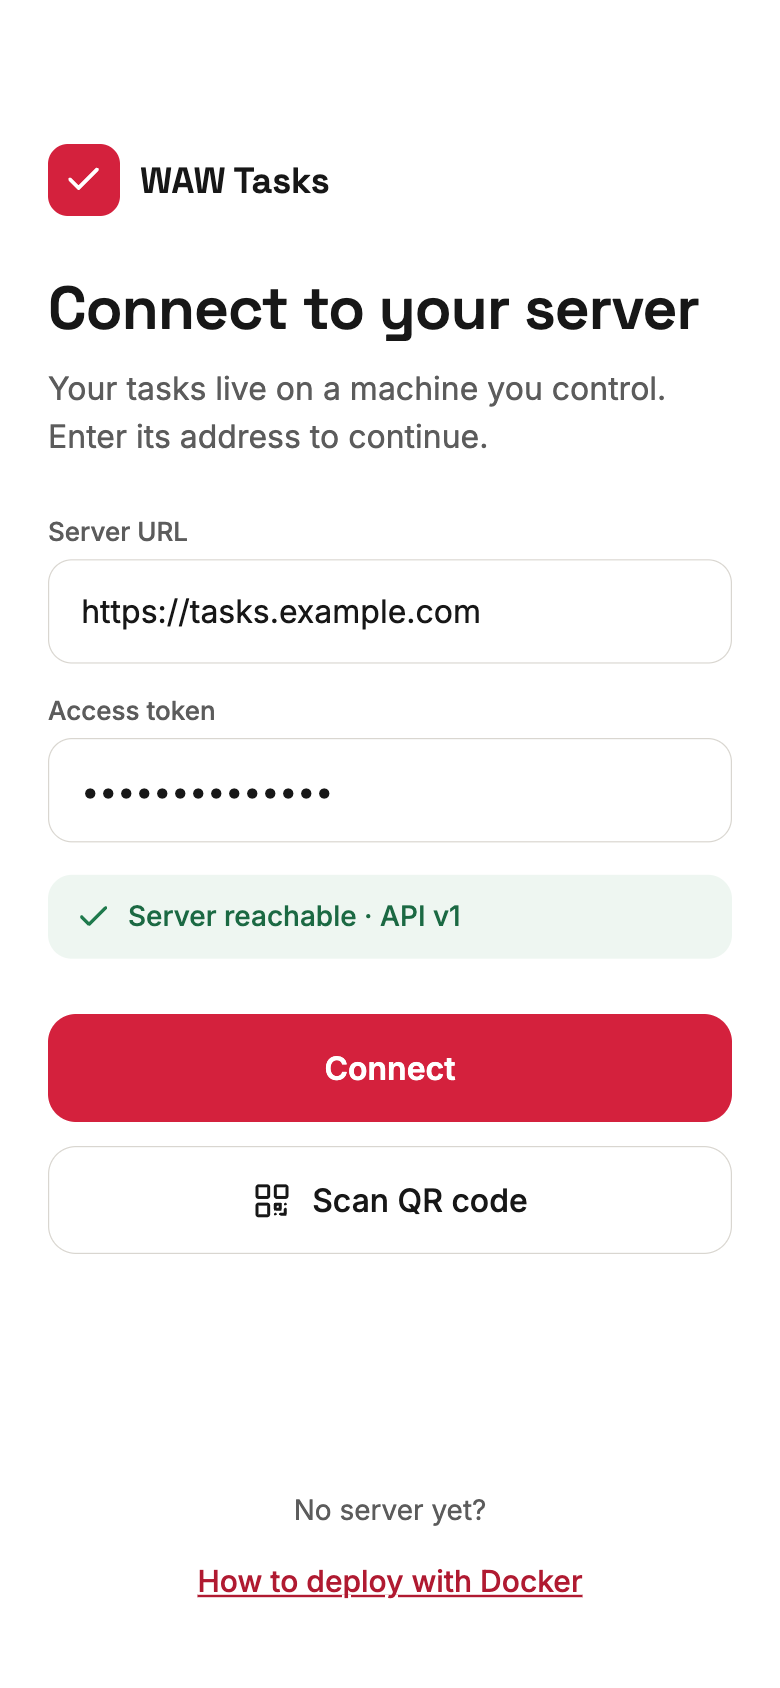 WAW Tasks
Connect to your server
Your tasks live on a machine you control.
Enter its address to continue.
Server URL
https://tasks.example.com
Access token
••••••••••••••
Server reachable · API v1
Connect
Scan QR code
No server yet?
How to deploy with Docker